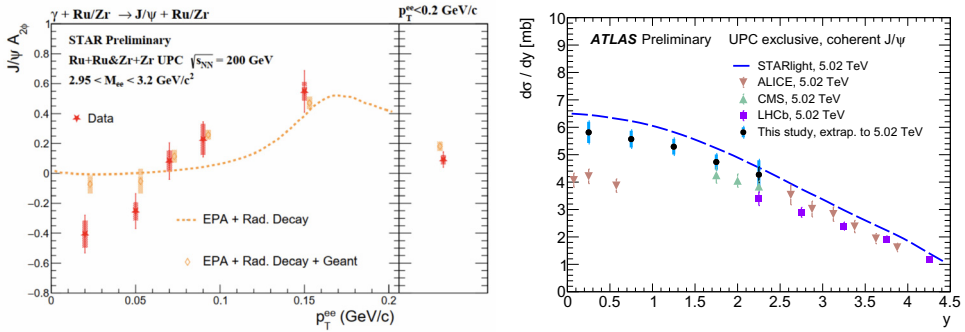 γ + Ru/Zr → J/ψ + Ru/Zr
p_T^ee<0.2 GeV/c
J/ψ A_2ϕ
1
0.8
0.6
0.4
0.2
0
-0.2
-0.4
-0.6
-0.8
STAR Preliminary
Ru+Ru&Zr+Zr UPC √s_NN = 200 GeV
2.95 < M_ee < 3.2 GeV/c²
Data
EPA + Rad. Decay
EPA + Rad. Decay + Geant
0 0.05 0.1 0.15 0.2
p_T^ee (GeV/c)
dσ / dy [mb]
10
9
8
7
6
5
4
3
2
1
0
ATLAS Preliminary UPC exclusive, coherent J/ψ
STARlight, 5.02 TeV
ALICE, 5.02 TeV
CMS, 5.02 TeV
LHCb, 5.02 TeV
This study, extrap. to 5.02 TeV
0 0.5 1 1.5 2 2.5 3 3.5 4 4.5
y